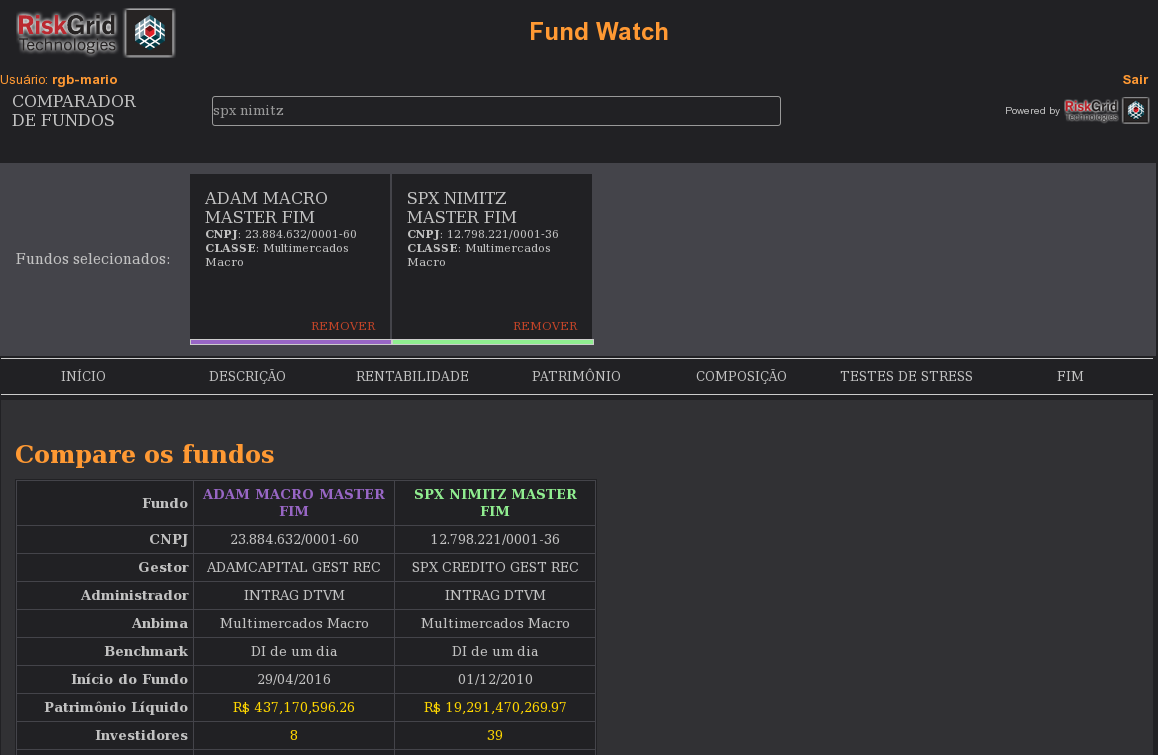 RiskGrid
Technologies
Fund Watch
Usuário: rgb-mario
Sair
COMPARADOR
DE FUNDOS
spx nimitz
Powered by RiskGrid
Technologies
Fundos selecionados:
ADAM MACRO
MASTER FIM
CNPJ: 23.884.632/0001-60
CLASSE: Multimercados
Macro
REMOVER
SPX NIMITZ
MASTER FIM
CNPJ: 12.798.221/0001-36
CLASSE: Multimercados
Macro
REMOVER
INÍCIO DESCRIÇÃO RENTABILIDADE PATRIMÔNIO COMPOSIÇÃO TESTES DE STRESS FIM
Compare os fundos
Fundo ADAM MACRO MASTER FIM SPX NIMITZ MASTER FIM
CNPJ 23.884.632/0001-60 12.798.221/0001-36
Gestor ADAMCAPITAL GEST REC SPX CREDITO GEST REC
Administrador INTRAG DTVM INTRAG DTVM
Anbima Multimercados Macro Multimercados Macro
Benchmark DI de um dia DI de um dia
Início do Fundo 29/04/2016 01/12/2010
Patrimônio Líquido R$ 437,170,596.26 R$ 19,291,470,269.97
Investidores 8 39